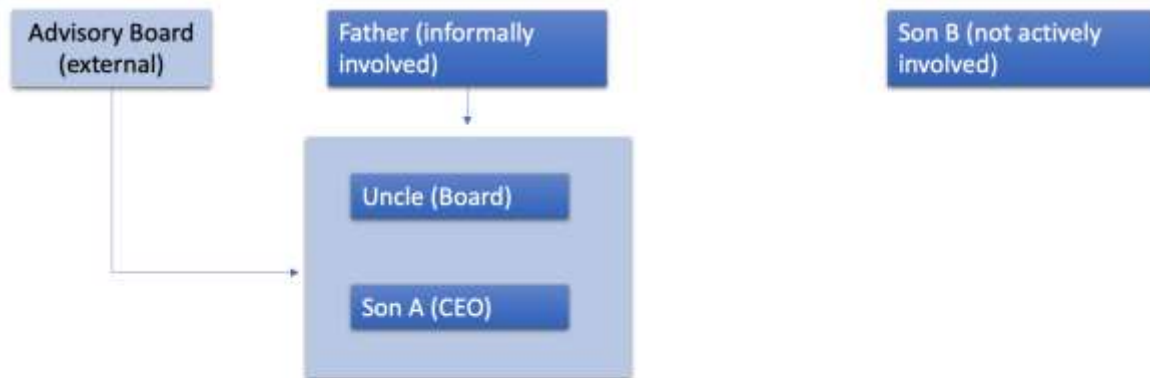 Advisory Board
(external)
Father (informally
involved)
Son B (not actively
involved)
Uncle (Board)
Son A (CEO)